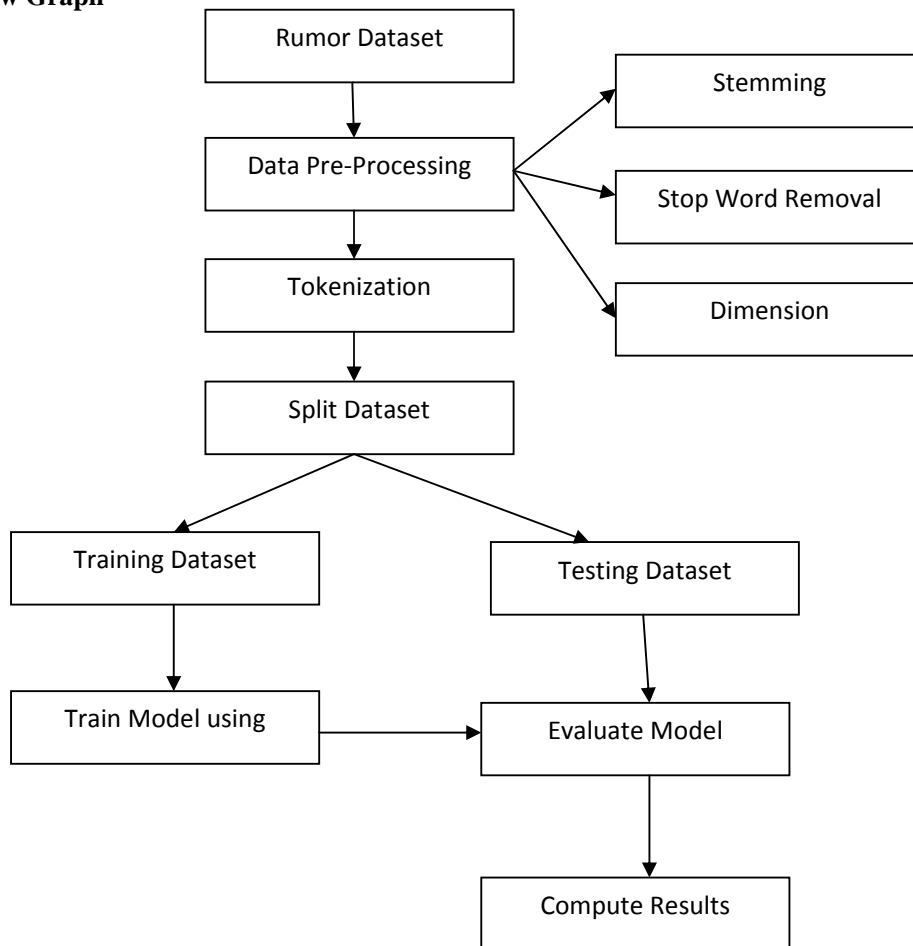 Graph
Rumor Dataset
Stemming
Data Pre-Processing
Stop Word Removal
Tokenization
Dimension
Split Dataset
Training Dataset
Testing Dataset
Train Model using
Evaluate Model
Compute Results